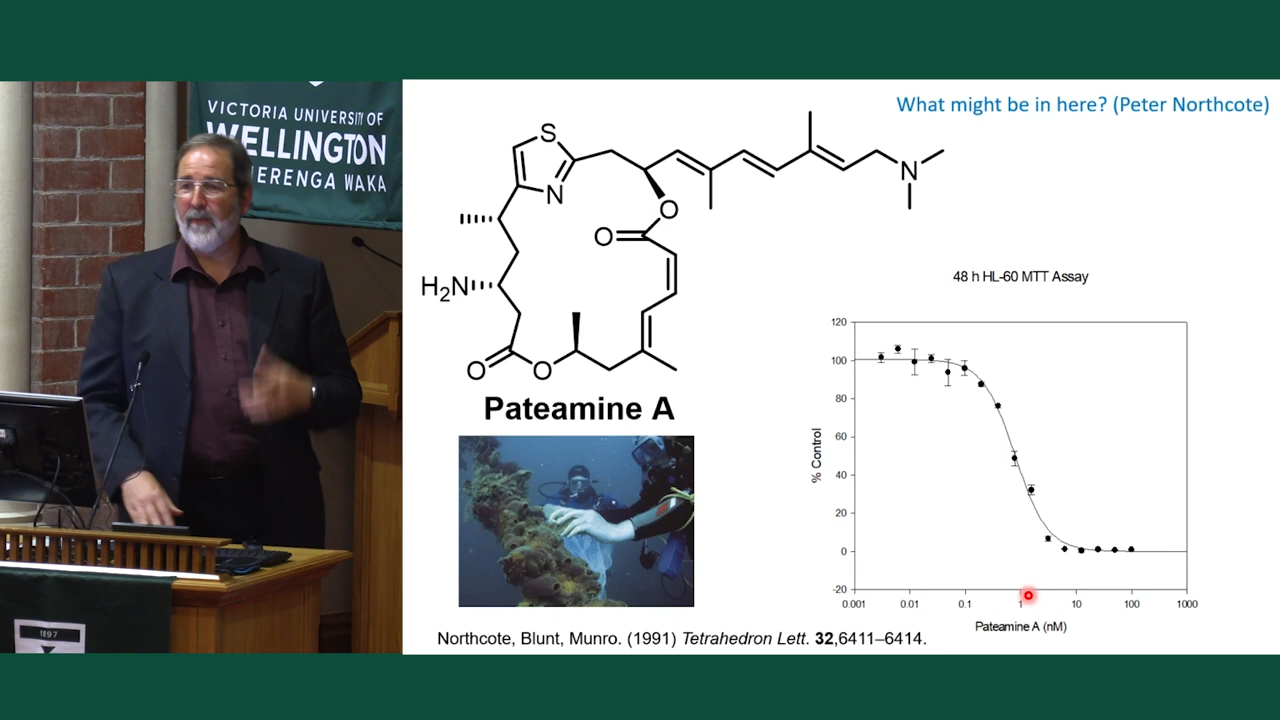 VICTORIA UNIVERSITY OF
WELLINGTON
HERENGA WAKA
1897
What might be in here? (Peter Northcote)
S
N
N
O
O
H₂N
O
O
Pateamine A
48 h HL-60 MTT Assay
120
100
80
60
40
20
0
-20
% Control
0.001
0.01
0.1
1
10
100
1000
Pateamine A (nM)
Northcote, Blunt, Munro. (1991) Tetrahedron Lett. 32,6411–6414.